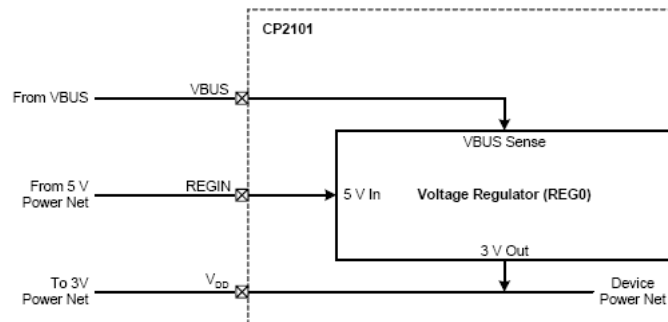 CP2101
From VBUS
VBUS
VBUS Sense
From 5 V
Power Net
REGIN
5 V In
Voltage Regulator (REG0)
3 V Out
To 3V
Power Net
VDD
Device
Power Net